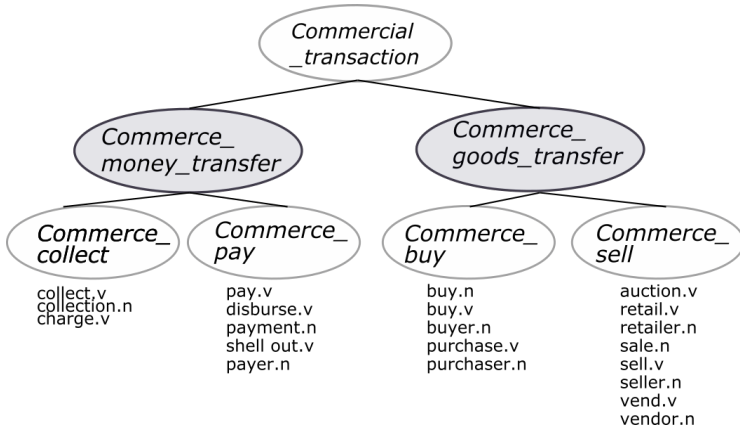 Commercial
_transaction
Commerce_
money_transfer
Commerce_
goods_transfer
Commerce_
collect
Commerce_
pay
Commerce_
buy
Commerce_
sell
collect.v
collection.n
charge.v
pay.v
disburse.v
payment.n
shell out.v
payer.n
buy.n
buy.v
buyer.n
purchase.v
purchaser.n
auction.v
retail.v
retailer.n
sale.n
sell.v
seller.n
vend.v
vendor.n